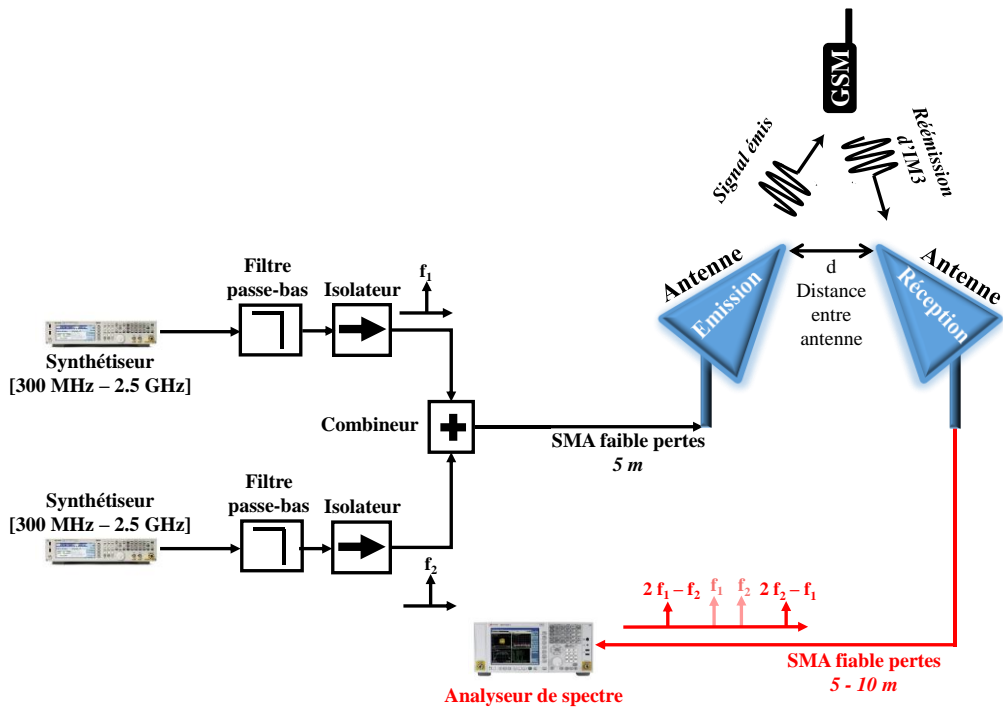 GSM
Signal émis
Réémission
d'IM3
Antenne
Emission
d
Distance
entre
antenne
Antenne
Réception
Filtre
passe-bas
Isolateur
f1
Synthétiseur
[300 MHz – 2.5 GHz]
Combineur
SMA faible pertes
5 m
Synthétiseur
[300 MHz – 2.5 GHz]
Filtre
passe-bas
Isolateur
f2
2 f1 – f2
f1
f2
2 f2 – f1
SMA fiable pertes
5 - 10 m
Analyseur de spectre